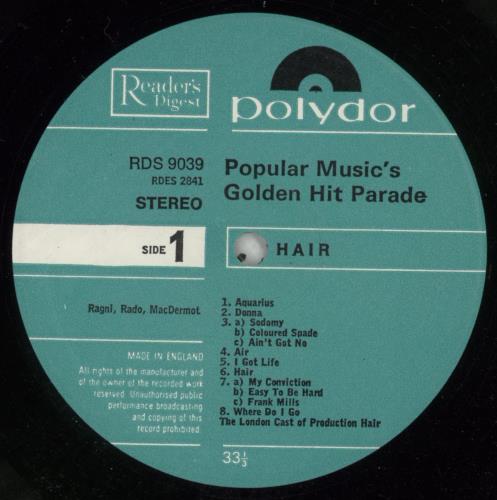 Reader's
Digest
polydor
RDS 9039
RDES 2841
STEREO
Popular Music's
Golden Hit Parade
SIDE 1
HAIR
Ragni, Rado, MacDermot
1. Aquarius
2. Donna
3. a) Sodomy
b) Coloured Spade
c) Ain't Got No
4. Air
5. I Got Life
6. Hair
7. a) My Conviction
b) Easy To Be Hard
c) Frank Mills
8. Where Do I Go
The London Cast of Production Hair
MADE IN ENGLAND
All rights of the manufacturer and
of the owner of the recorded work
reserved. Unauthorised public
performance broadcasting
and copying of this
record prohibited.
33⅓